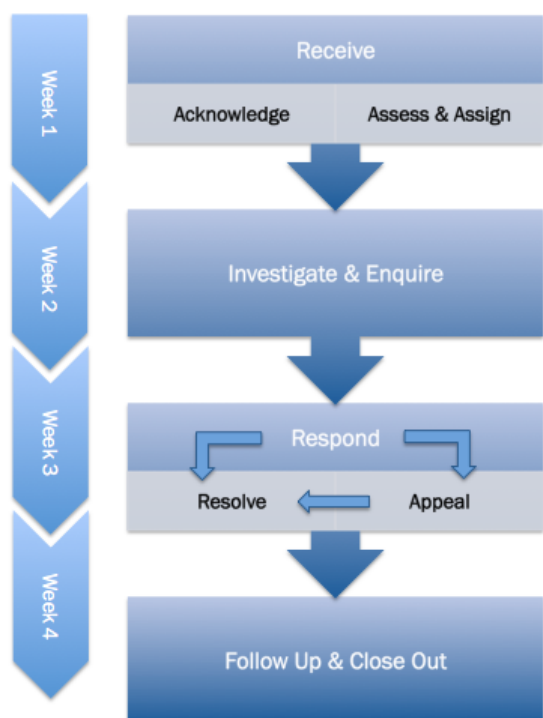 Week 1
Receive
Acknowledge
Assess & Assign
Week 2
Investigate & Enquire
Week 3
Respond
Resolve
Appeal
Week 4
Follow Up & Close Out